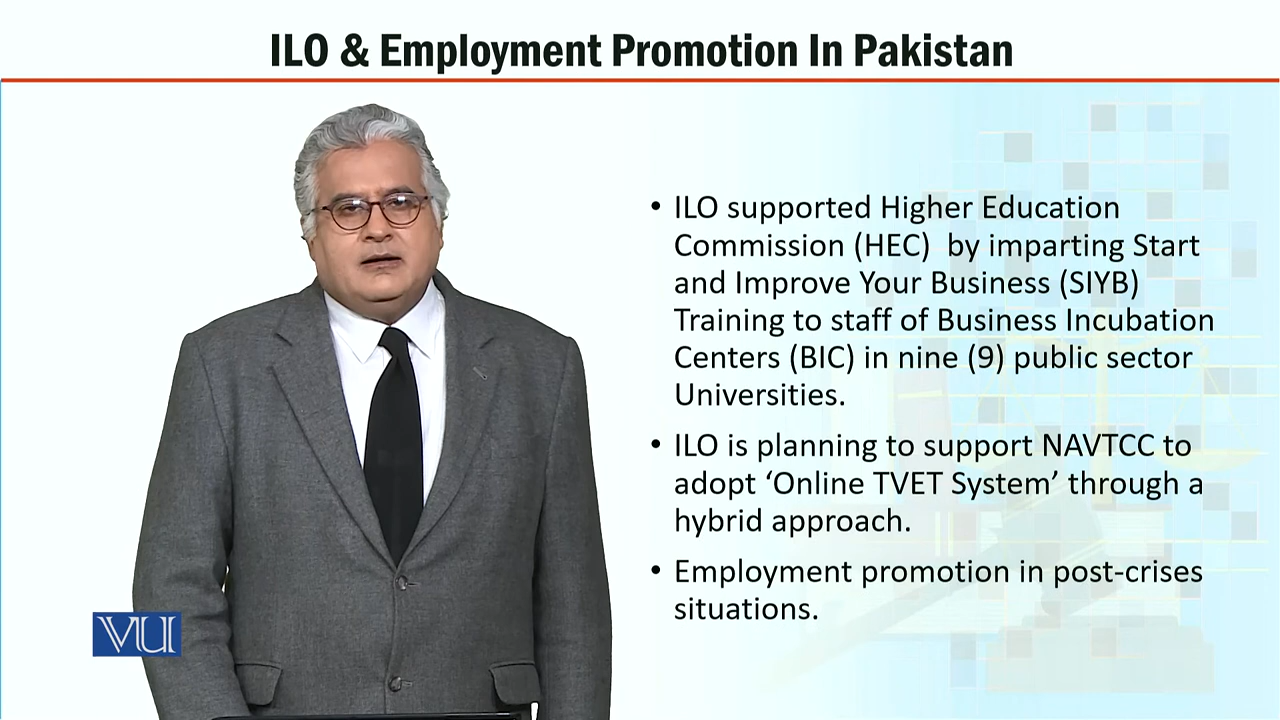 ILO & Employment Promotion In Pakistan
• ILO supported Higher Education
Commission (HEC)  by imparting Start
and Improve Your Business (SIYB)
Training to staff of Business Incubation
Centers (BIC) in nine (9) public sector
Universities.
• ILO is planning to support NAVTCC to
adopt ‘Online TVET System’ through a
hybrid approach.
• Employment promotion in post-crises
situations.
VU